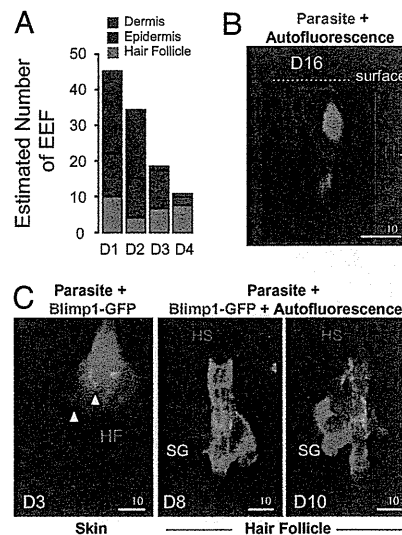 A
Dermis
Epidermis
Hair Follicle
Estimated Number
of EEF
50
40
30
20
10
0
D1 D2 D3 D4
B
Parasite +
Autofluorescence
D16
surface
10
C
Parasite +
Blimp1-GFP
Parasite +
Blimp1-GFP + Autofluorescence
HF
D3
10
HS
SG
D8
10
HS
SG
D10
10
Skin
Hair Follicle